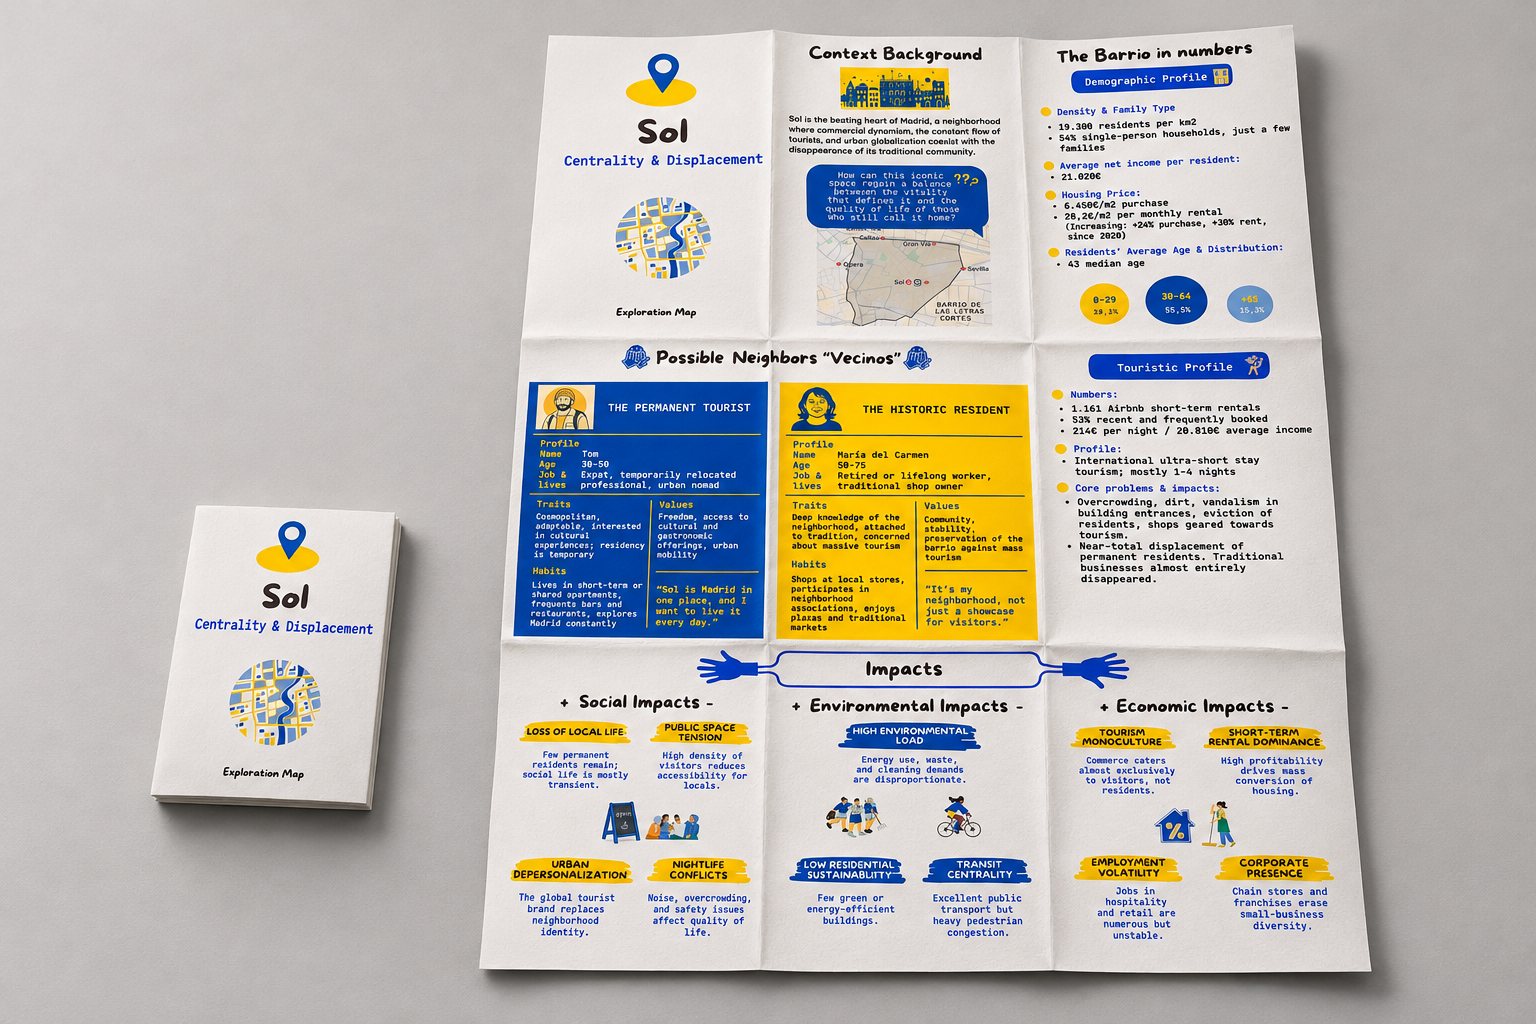 Sol
Centrality & Displacement
Exploration Map
Sol
Centrality & Displacement
Exploration Map
Context Background
Sol is the beating heart of Madrid, a neighborhood
where commercial dynamism, the constant flow of
tourists, and urban globalization coexist with the
disappearance of its traditional community.
How can this iconic
space regain a balance
between the vitality
that defines it and the
quality of life of those
who still call it home?
???
Callao
Gran Vía
Ópera
Sevilla
Sol
BARRIO DE
LAS LETRAS
CORTES
The Barrio in numbers
Demographic Profile
Density & Family Type
• 19.300 residents per km2
• 54% single-person households, just a few
families
Average net income per resident:
• 21.020€
Housing Price:
• 6.450€/m2 purchase
• 28,2€/m2 per monthly rental
(Increasing: +24% purchase, +30% rent,
since 2020)
Residents' Average Age & Distribution:
• 43 median age
0-29
29,3%
30-64
55,5%
+65
15,3%
Possible Neighbors "Vecinos"
THE PERMANENT TOURIST
Profile
Name Tom
Age 30-50
Job & Expat, temporarily relocated
lives professional, urban nomad
Traits
Cosmopolitan,
adaptable, interested
in cultural
experiences; residency
is temporary
Values
Freedom, access to
cultural and
gastronomic
offerings, urban
mobility
Habits
Lives in short-term or
shared apartments,
frequents bars and
restaurants, explores
Madrid constantly
"Sol is Madrid in
one place, and I
want to live it
every day."
THE HISTORIC RESIDENT
Profile
Name María del Carmen
Age 50-75
Job & Retired or lifelong worker,
lives traditional shop owner
Traits
Deep knowledge of the
neighborhood, attached
to tradition, concerned
about massive tourism
Values
Community,
stability,
preservation of the
barrio against mass
tourism
Habits
Shops at local stores,
participates in
neighborhood
associations, enjoys
plazas and traditional
markets
"It's my
neighborhood, not
just a showcase
for visitors."
Touristic Profile
Numbers:
• 1.161 Airbnb short-term rentals
• 53% recent and frequently booked
• 214€ per night / 20.810€ average income
Profile:
• International ultra-short stay
tourism; mostly 1-4 nights
Core problems & impacts:
• Overcrowding, dirt, vandalism in
building entrances, eviction of
residents, shops geared towards
tourism.
• Near-total displacement of
permanent residents. Traditional
businesses almost entirely
disappeared.
Impacts
+ Social Impacts -
LOSS OF LOCAL LIFE
Few permanent
residents remain;
social life is mostly
transient.
PUBLIC SPACE
TENSION
High density of
visitors reduces
accessibility for
locals.
open
URBAN
DEPERSONALIZATION
The global tourist
brand replaces
neighborhood
identity.
NIGHTLIFE
CONFLICTS
Noise, overcrowding,
and safety issues
affect quality of
life.
+ Environmental Impacts -
HIGH ENVIRONMENTAL
LOAD
Energy use, waste,
and cleaning demands
are disproportionate.
LOW RESIDENTIAL
SUSTAINABILITY
Few green or
energy-efficient
buildings.
TRANSIT
CENTRALITY
Excellent public
transport but
heavy pedestrian
congestion.
+ Economic Impacts -
TOURISM
MONOCULTURE
Commerce caters
almost exclusively
to visitors, not
residents.
SHORT-TERM
RENTAL DOMINANCE
High profitability
drives mass
conversion of
housing.
%
EMPLOYMENT
VOLATILITY
Jobs in
hospitality
and retail are
numerous but
unstable.
CORPORATE
PRESENCE
Chain stores and
franchises erase
small-business
diversity.